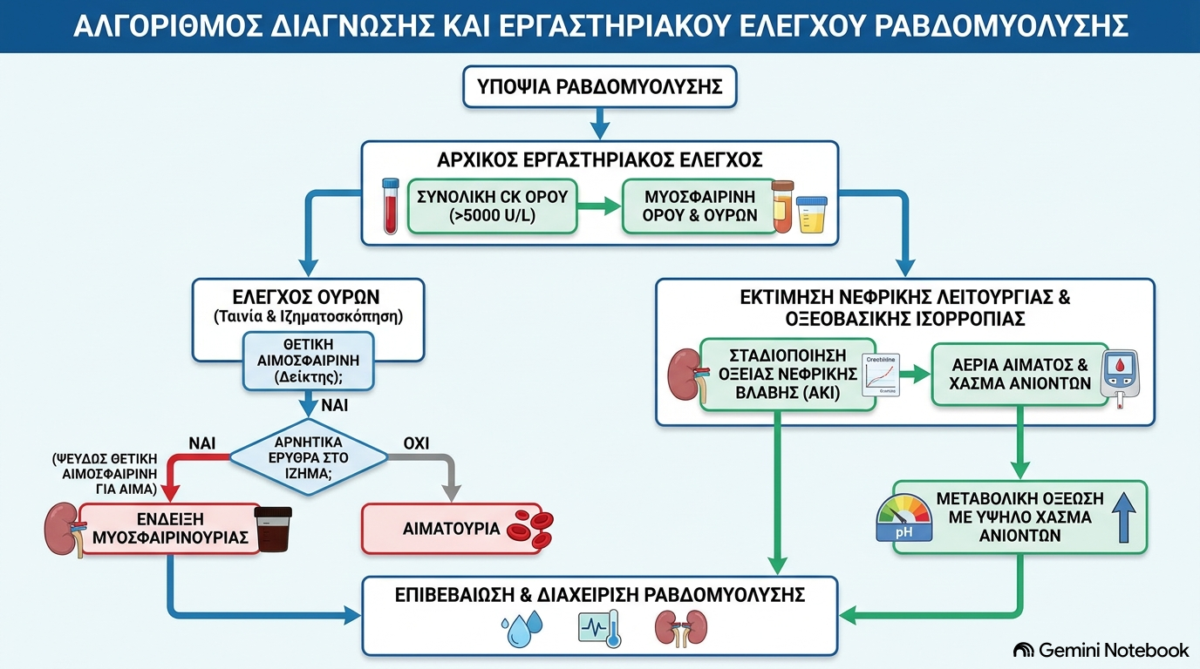 ΑΛΓΟΡΙΘΜΟΣ ΔΙΑΓΝΩΣΗΣ ΚΑΙ ΕΡΓΑΣΤΗΡΙΑΚΟΥ ΕΛΕΓΧΟΥ ΡΑΒΔΟΜΥΟΛΥΣΗΣ
ΥΠΟΨΙΑ ΡΑΒΔΟΜΥΟΛΥΣΗΣ
ΑΡΧΙΚΟΣ ΕΡΓΑΣΤΗΡΙΑΚΟΣ ΕΛΕΓΧΟΣ
ΣΥΝΟΛΙΚΗ CK ΟΡΟΥ
(>5000 U/L)
ΜΥΟΣΦΑΙΡΙΝΗ
ΟΡΟΥ & ΟΥΡΩΝ
ΕΛΕΓΧΟΣ ΟΥΡΩΝ
(Ταινία & Ιζηματοσκόπηση)
ΘΕΤΙΚΗ
ΑΙΜΟΣΦΑΙΡΙΝΗ
(Δείκτης);
ΝΑΙ
ΑΡΝΗΤΙΚΑ
ΕΡΥΘΡΑ ΣΤΟ
ΙΖΗΜΑ;
ΝΑΙ
ΟΧΙ
(ΨΕΥΔΩΣ ΘΕΤΙΚΗ
ΑΙΜΟΣΦΑΙΡΙΝΗ
ΓΙΑ ΑΙΜΑ)
ΕΝΔΕΙΞΗ
ΜΥΟΣΦΑΙΡΙΝΟΥΡΙΑΣ
ΑΙΜΑΤΟΥΡΙΑ
ΕΚΤΙΜΗΣΗ ΝΕΦΡΙΚΗΣ ΛΕΙΤΟΥΡΓΙΑΣ &
ΟΞΕΟΒΑΣΙΚΗΣ ΙΣΟΡΡΟΠΙΑΣ
ΣΤΑΔΙΟΠΟΙΗΣΗ
ΟΞΕΙΑΣ ΝΕΦΡΙΚΗΣ
ΒΛΑΒΗΣ (AKI)
ΑΕΡΙΑ ΑΙΜΑΤΟΣ &
ΧΑΣΜΑ ΑΝΙΟΝΤΩΝ
ΜΕΤΑΒΟΛΙΚΗ ΟΞΕΩΣΗ
ΜΕ ΥΨΗΛΟ ΧΑΣΜΑ
ΑΝΙΟΝΤΩΝ
pH
ΕΠΙΒΕΒΑΙΩΣΗ & ΔΙΑΧΕΙΡΙΣΗ ΡΑΒΔΟΜΥΟΛΥΣΗΣ
Gemini Notebook